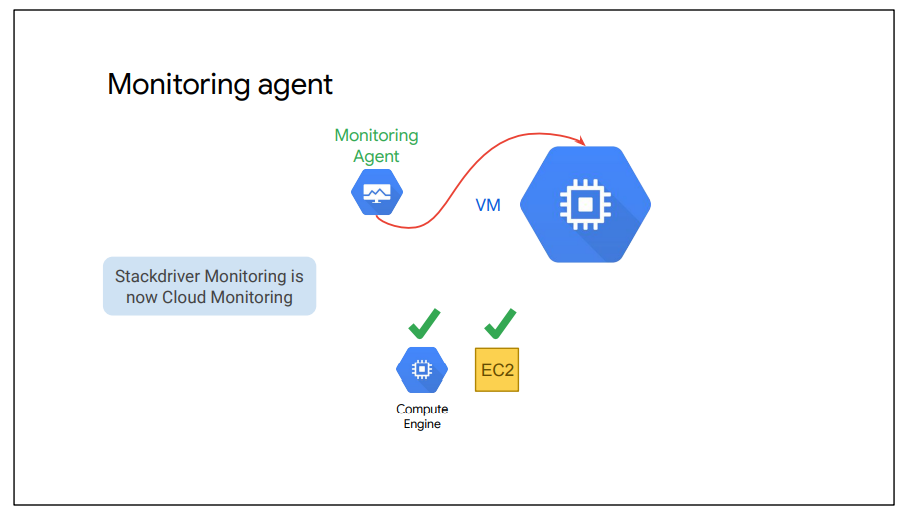 Monitoring agent
Monitoring
Agent
VM
Stackdriver Monitoring is
now Cloud Monitoring
EC2
Compute
Engine